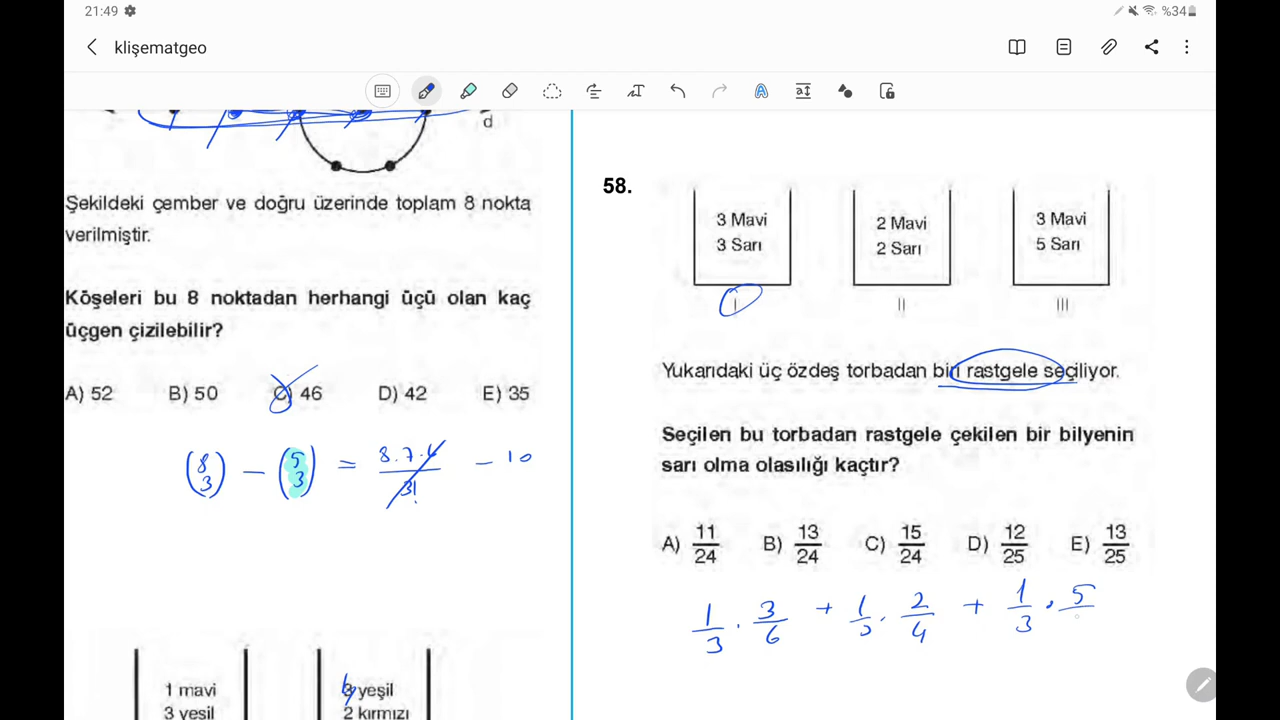 21:49
%34
klişematgeo
d
Şekildeki çember ve doğru üzerinde toplam 8 nokta
verilmiştir.
Köşeleri bu 8 noktadan herhangi üçü olan kaç
üçgen çizilebilir?
A) 52 B) 50 C) 46 D) 42 E) 35
(8 3) − (5 3) = 8.7.6/3! − 10
1 mavi
3 yeşil
yeşil
2 kırmızı
58.
3 Mavi
3 Sarı
I
2 Mavi
2 Sarı
II
3 Mavi
5 Sarı
III
Yukarıdaki üç özdeş torbadan biri rastgele seçiliyor.
Seçilen bu torbadan rastgele çekilen bir bilyenin
sarı olma olasılığı kaçtır?
A) 11/24 B) 13/24 C) 15/24 D) 12/25 E) 13/25
1/3 . 3/6 + 1/3 . 2/4 + 1/3 . 5